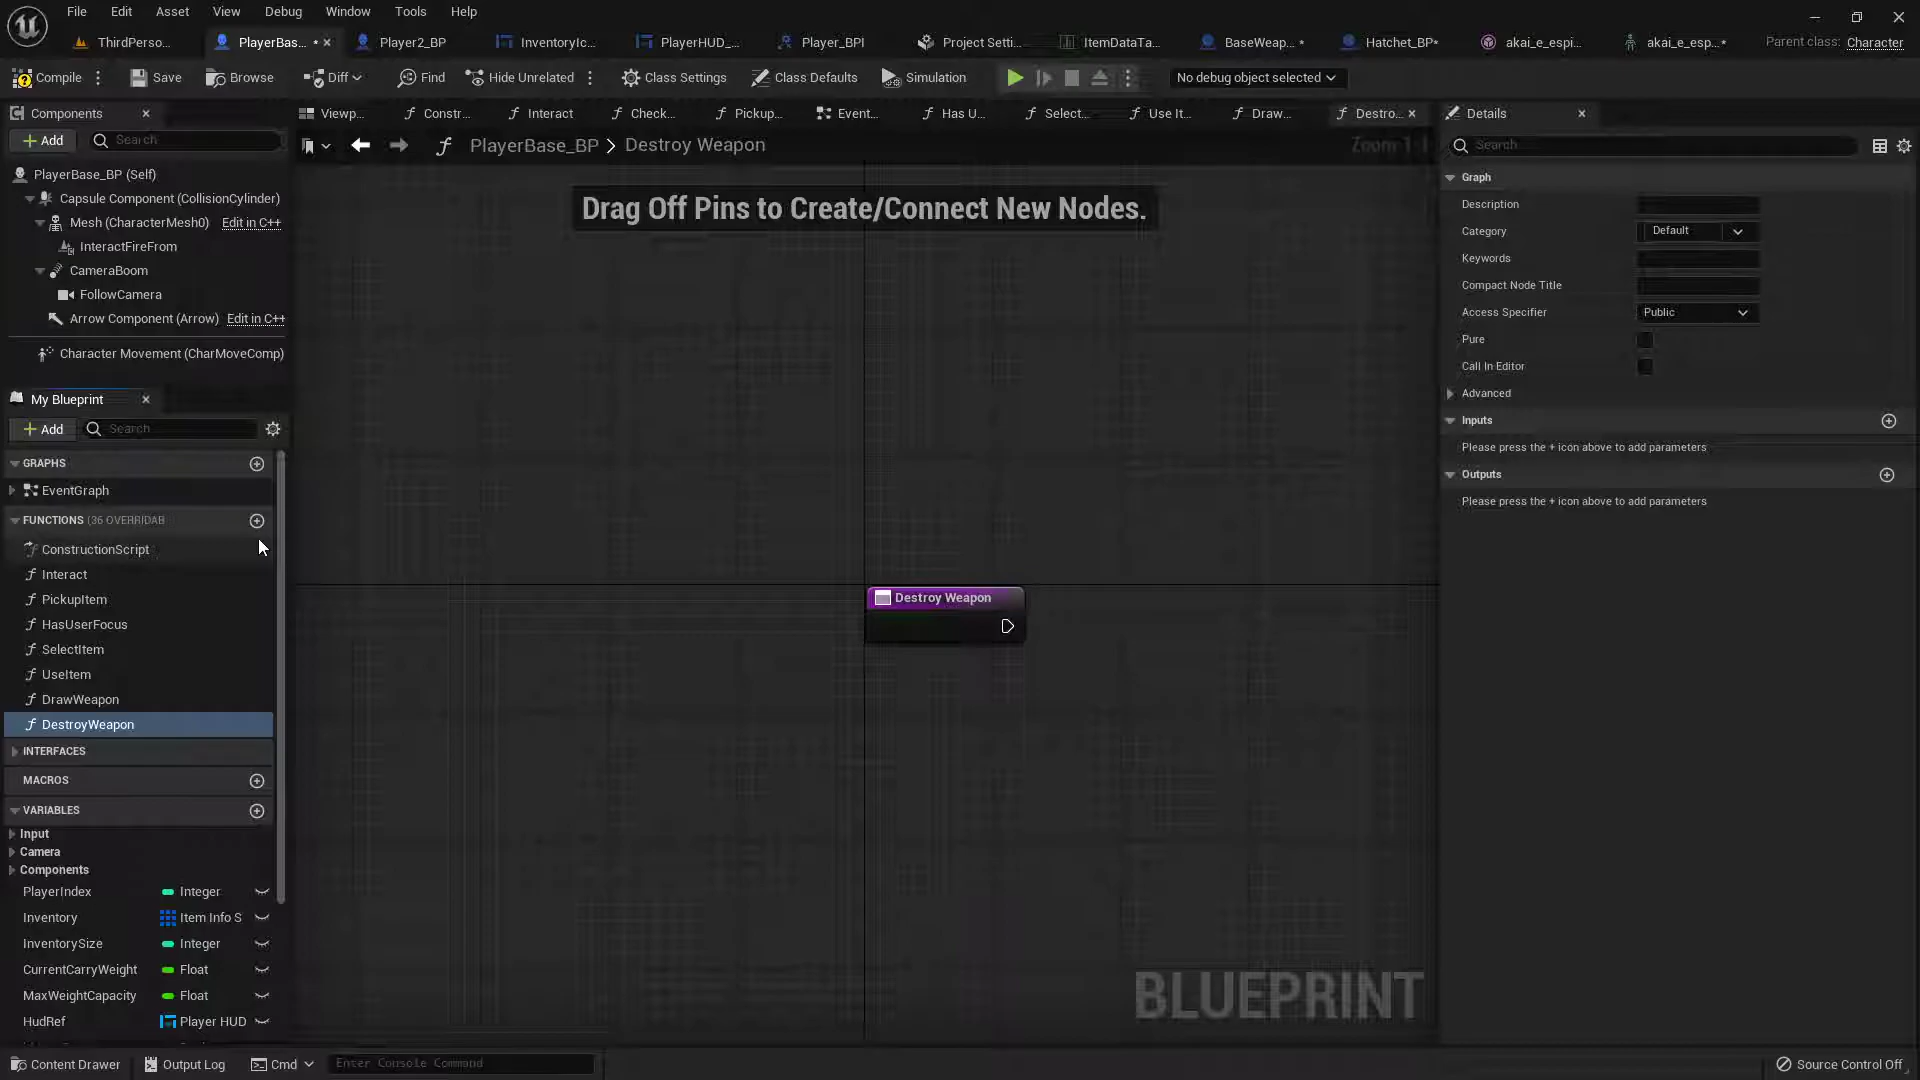 File Edit Asset View Debug Window Tools Help
ThirdPerso... PlayerBas... * Player2_BP InventoryIc... PlayerHUD_... Player_BPI Project Setti... ItemDataTa... BaseWeap... * Hatchet_BP* akai_e_espi... akai_e_esp...* Parent class: Character
Compile Save Browse Diff Find Hide Unrelated Class Settings Class Defaults Simulation No debug object selected
Components
Viewp... Constr... Interact Check... Pickup... Event... Has U... Select... Use It... Draw... Destro...
Details
Add Search
PlayerBase_BP > Destroy Weapon
Zoom 1:1
Search
PlayerBase_BP (Self)
Capsule Component (CollisionCylinder)
Mesh (CharacterMesh0) Edit in C++
InteractFireFrom
CameraBoom
FollowCamera
Arrow Component (Arrow) Edit in C++
Character Movement (CharMoveComp)
My Blueprint
Add Search
GRAPHS
EventGraph
FUNCTIONS (36 OVERRIDAB
ConstructionScript
Interact
PickupItem
HasUserFocus
SelectItem
UseItem
DrawWeapon
DestroyWeapon
INTERFACES
MACROS
VARIABLES
Input
Camera
Components
PlayerIndex Integer
Inventory Item Info S
InventorySize Integer
CurrentCarryWeight Float
MaxWeightCapacity Float
HudRef Player HUD
Drag Off Pins to Create/Connect New Nodes.
Destroy Weapon
BLUEPRINT
Graph
Description
Category Default
Keywords
Compact Node Title
Access Specifier Public
Pure
Call In Editor
Advanced
Inputs
Please press the + icon above to add parameters
Outputs
Please press the + icon above to add parameters
Content Drawer Output Log Cmd Enter Console Command Source Control Off